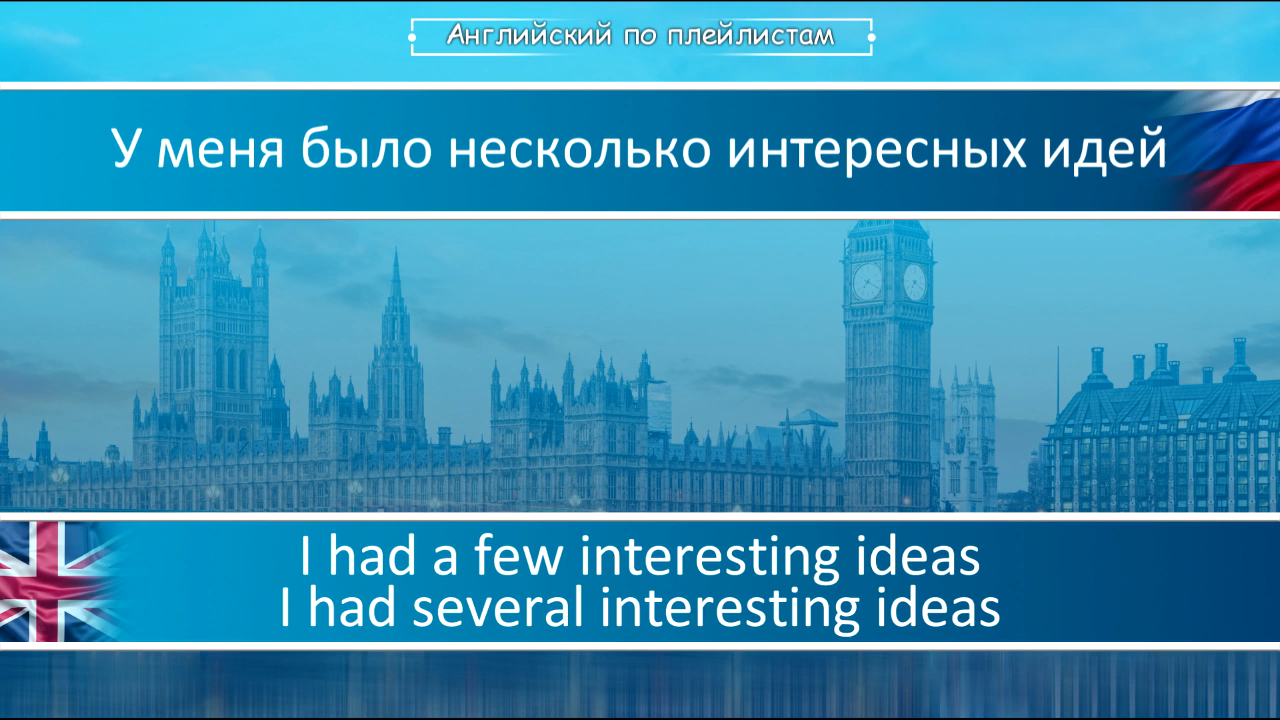 Английский по плейлистам
У меня было несколько интересных идей
I had a few interesting ideas
I had several interesting ideas